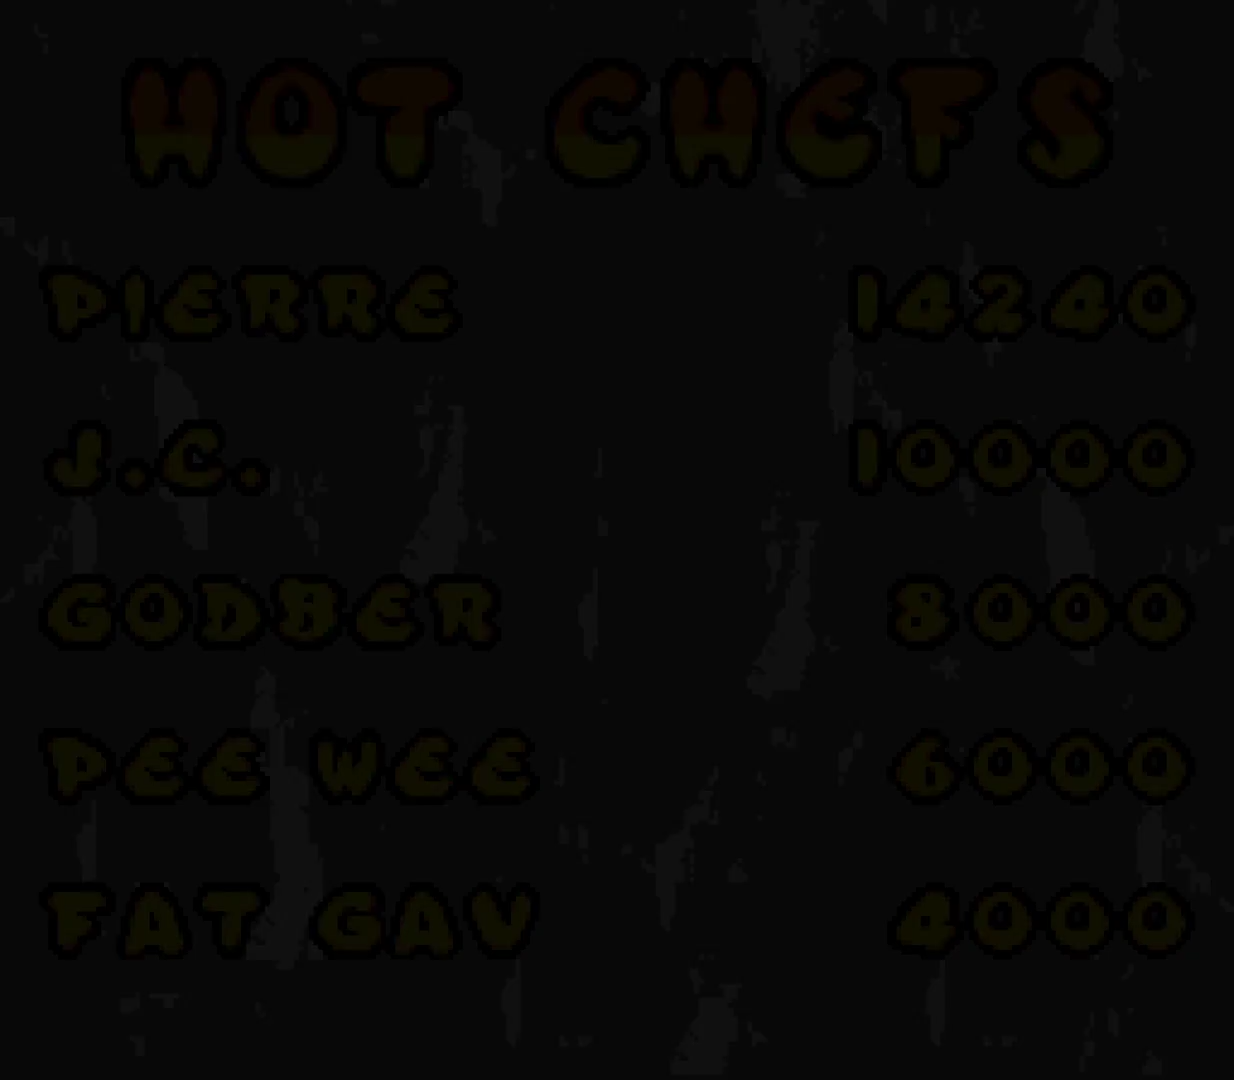 HOT CHEFS
PIERRE 14240
J.C. 10000
GODBER 8000
PEE WEE 6000
FAT GAV 4000